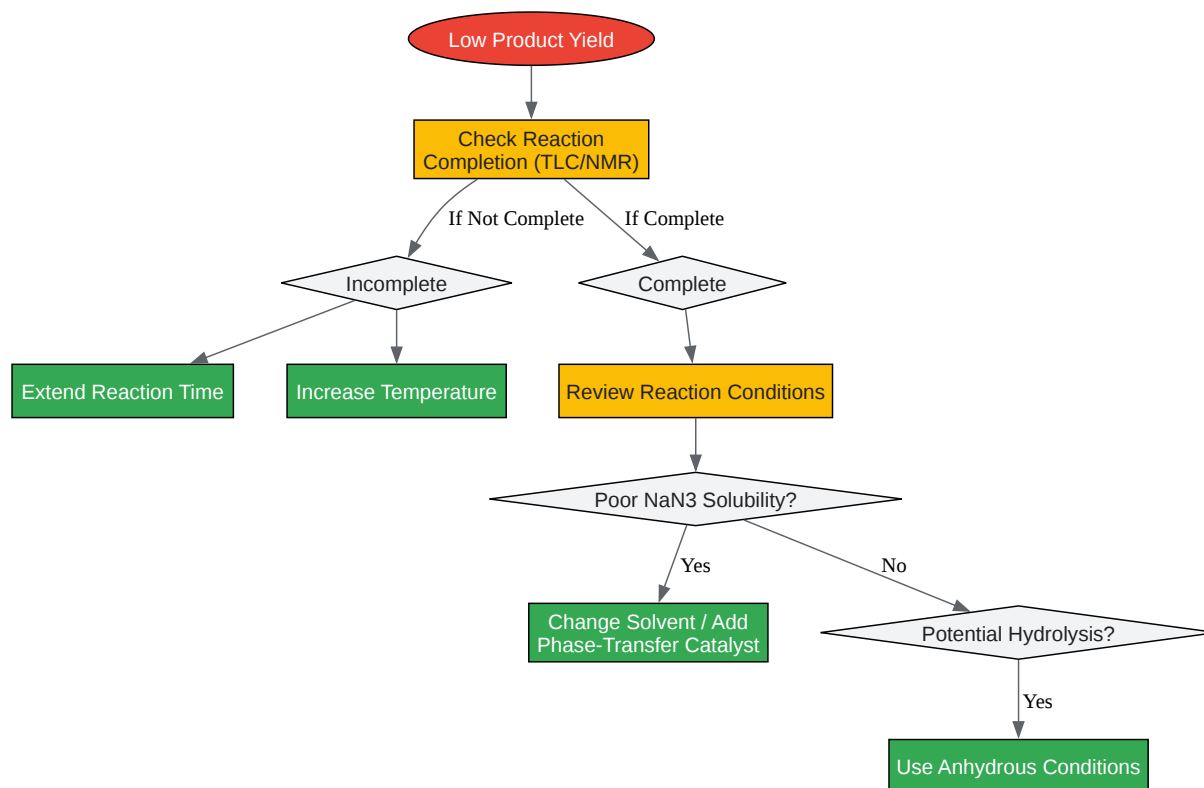 Low Product Yield
Check Reaction
Completion (TLC/NMR)
If Not Complete
If Complete
Incomplete
Complete
Extend Reaction Time
Increase Temperature
Review Reaction Conditions
Poor NaN3 Solubility?
Yes
No
Change Solvent / Add
Phase-Transfer Catalyst
Potential Hydrolysis?
Yes
Use Anhydrous Conditions